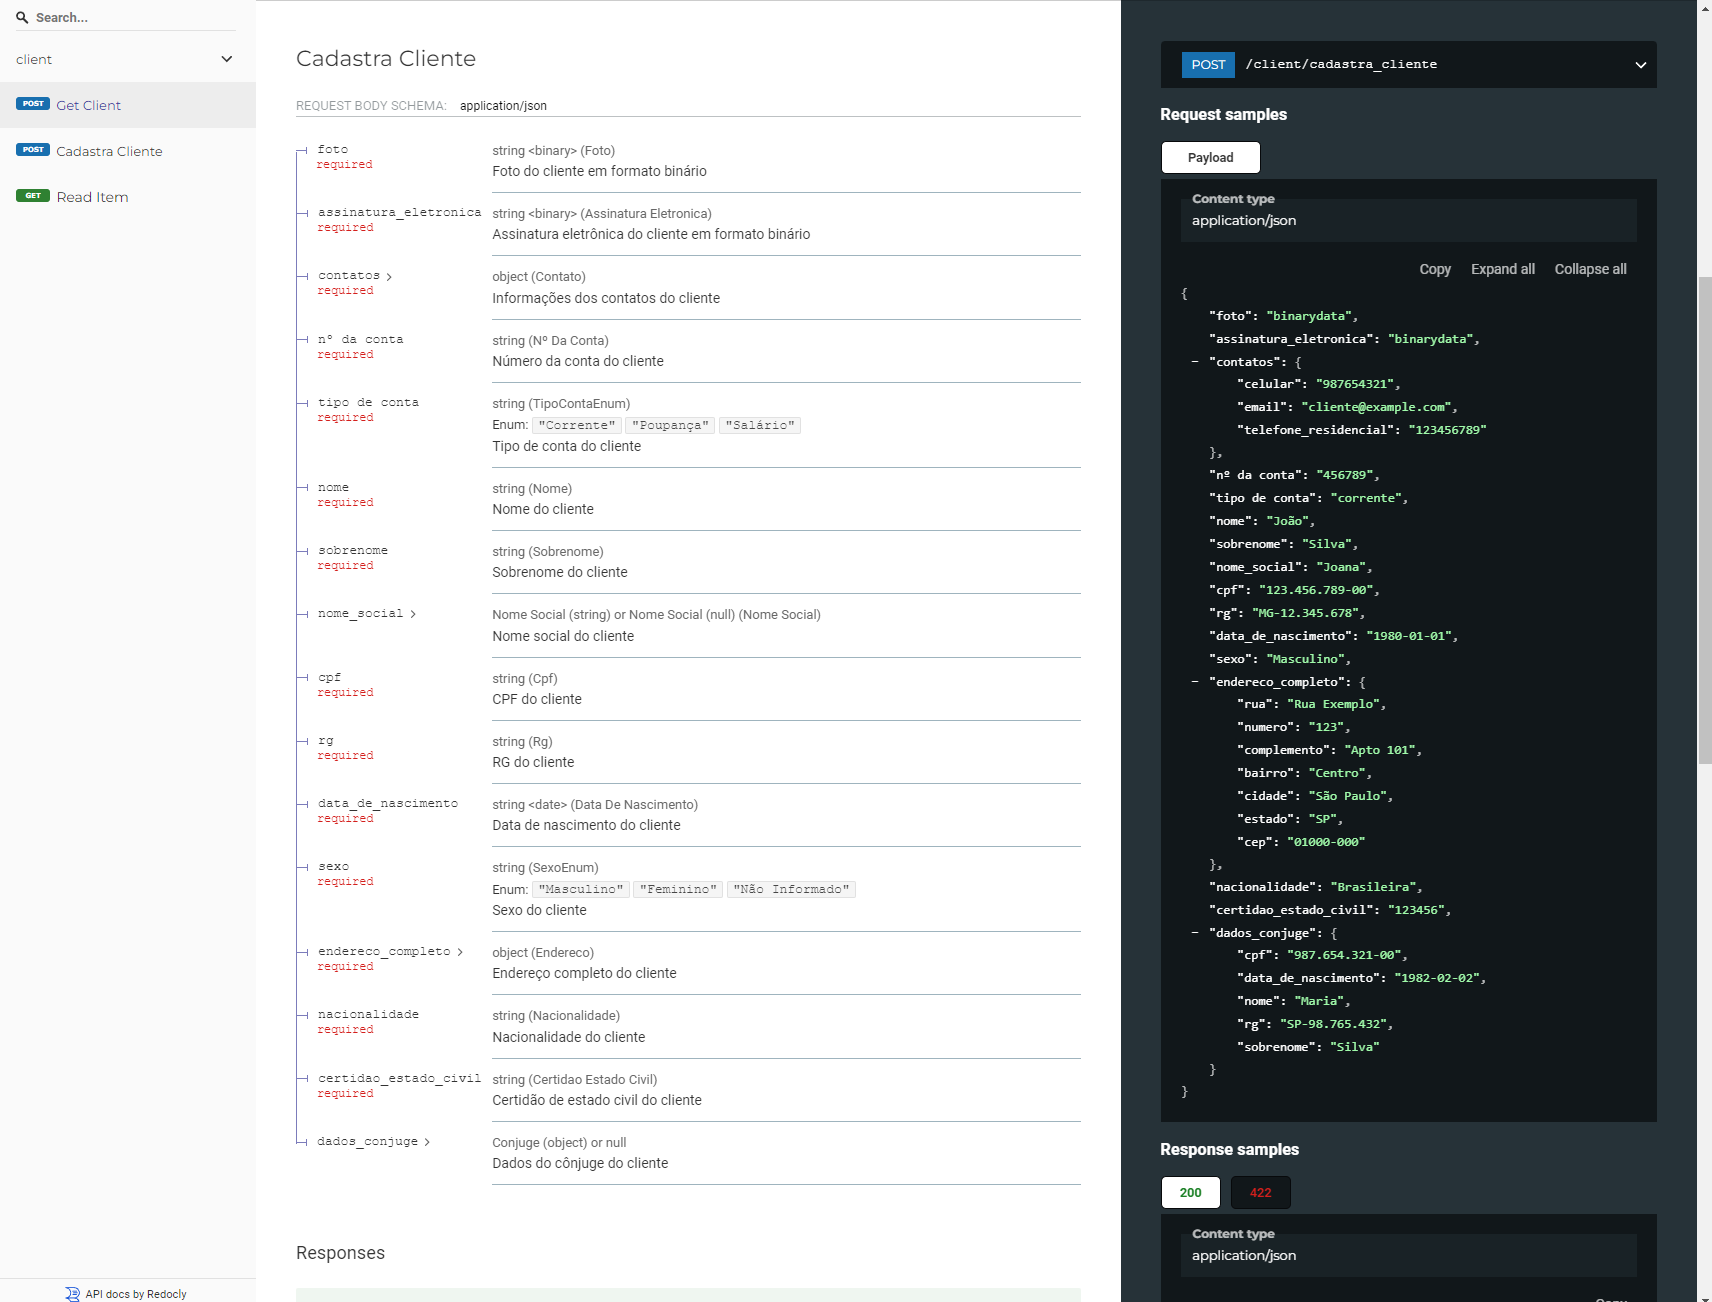 Search...
client
POST Get Client
POST Cadastra Cliente
GET Read Item
API docs by Redocly
Cadastra Cliente
REQUEST BODY SCHEMA: application/json
foto
required
string <binary> (Foto)
Foto do cliente em formato binário
assinatura_eletronica
required
string <binary> (Assinatura Eletronica)
Assinatura eletrônica do cliente em formato binário
contatos
required
object (Contato)
Informações dos contatos do cliente
nº da conta
required
string (Nº Da Conta)
Número da conta do cliente
tipo de conta
required
string (TipoContaEnum)
Enum: "Corrente" "Poupança" "Salário"
Tipo de conta do cliente
nome
required
string (Nome)
Nome do cliente
sobrenome
required
string (Sobrenome)
Sobrenome do cliente
nome_social
Nome Social (string) or Nome Social (null) (Nome Social)
Nome social do cliente
cpf
required
string (Cpf)
CPF do cliente
rg
required
string (Rg)
RG do cliente
data_de_nascimento
required
string <date> (Data De Nascimento)
Data de nascimento do cliente
sexo
required
string (SexoEnum)
Enum: "Masculino" "Feminino" "Não Informado"
Sexo do cliente
endereco_completo
required
object (Endereco)
Endereço completo do cliente
nacionalidade
required
string (Nacionalidade)
Nacionalidade do cliente
certidao_estado_civil
required
string (Certidao Estado Civil)
Certidão de estado civil do cliente
dados_conjuge
Conjuge (object) or null
Dados do cônjuge do cliente
Responses
POST /client/cadastra_cliente
Request samples
Payload
Content type
application/json
Copy Expand all Collapse all
{
"foto": "binarydata",
"assinatura_eletronica": "binarydata",
- "contatos": {
"celular": "987654321",
"email": "cliente@example.com",
"telefone_residencial": "123456789"
},
"nº da conta": "456789",
"tipo de conta": "corrente",
"nome": "João",
"sobrenome": "Silva",
"nome_social": "Joana",
"cpf": "123.456.789-00",
"rg": "MG-12.345.678",
"data_de_nascimento": "1980-01-01",
"sexo": "Masculino",
- "endereco_completo": {
"rua": "Rua Exemplo",
"numero": "123",
"complemento": "Apto 101",
"bairro": "Centro",
"cidade": "São Paulo",
"estado": "SP",
"cep": "01000-000"
},
"nacionalidade": "Brasileira",
"certidao_estado_civil": "123456",
- "dados_conjuge": {
"cpf": "987.654.321-00",
"data_de_nascimento": "1982-02-02",
"nome": "Maria",
"rg": "SP-98.765.432",
"sobrenome": "Silva"
}
}
Response samples
200 422
Content type
application/json